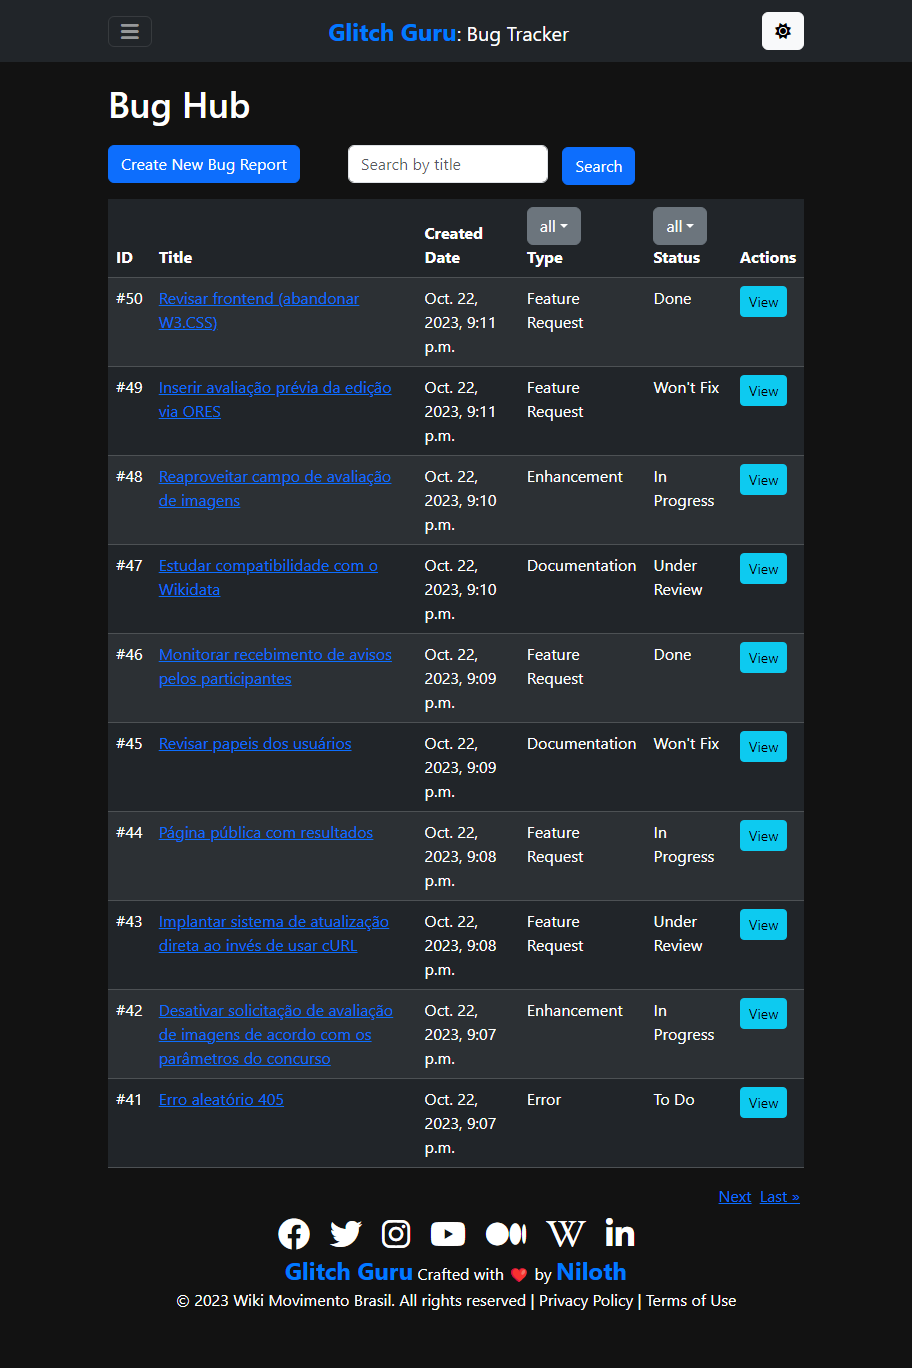 Glitch Guru: Bug Tracker
Bug Hub
Create New Bug Report
Search by title
Search
all
all
ID Title Created Date Type Status Actions
#50 Revisar frontend (abandonar Oct. 22, Feature Done View
W3.CSS) 2023, 9:11 Request
p.m.
#49 Inserir avaliação prévia da edição Oct. 22, Feature Won't Fix View
via ORES 2023, 9:11 Request
p.m.
#48 Reaproveitar campo de avaliação Oct. 22, Enhancement In View
de imagens 2023, 9:10 Progress
p.m.
#47 Estudar compatibilidade com o Oct. 22, Documentation Under View
Wikidata 2023, 9:10 Review
p.m.
#46 Monitorar recebimento de avisos Oct. 22, Feature Done View
pelos participantes 2023, 9:09 Request
p.m.
#45 Revisar papeis dos usuários Oct. 22, Documentation Won't Fix View
2023, 9:09
p.m.
#44 Página pública com resultados Oct. 22, Feature In View
2023, 9:08 Request Progress
p.m.
#43 Implantar sistema de atualização Oct. 22, Feature Under View
direta ao invés de usar cURL 2023, 9:08 Request Review
p.m.
#42 Desativar solicitação de avaliação Oct. 22, Enhancement In View
de imagens de acordo com os 2023, 9:07 Progress
parâmetros do concurso p.m.
#41 Erro aleatório 405 Oct. 22, Error To Do View
2023, 9:07
p.m.
Next Last »
Glitch Guru Crafted with ❤️ by Niloth
© 2023 Wiki Movimento Brasil. All rights reserved | Privacy Policy | Terms of Use